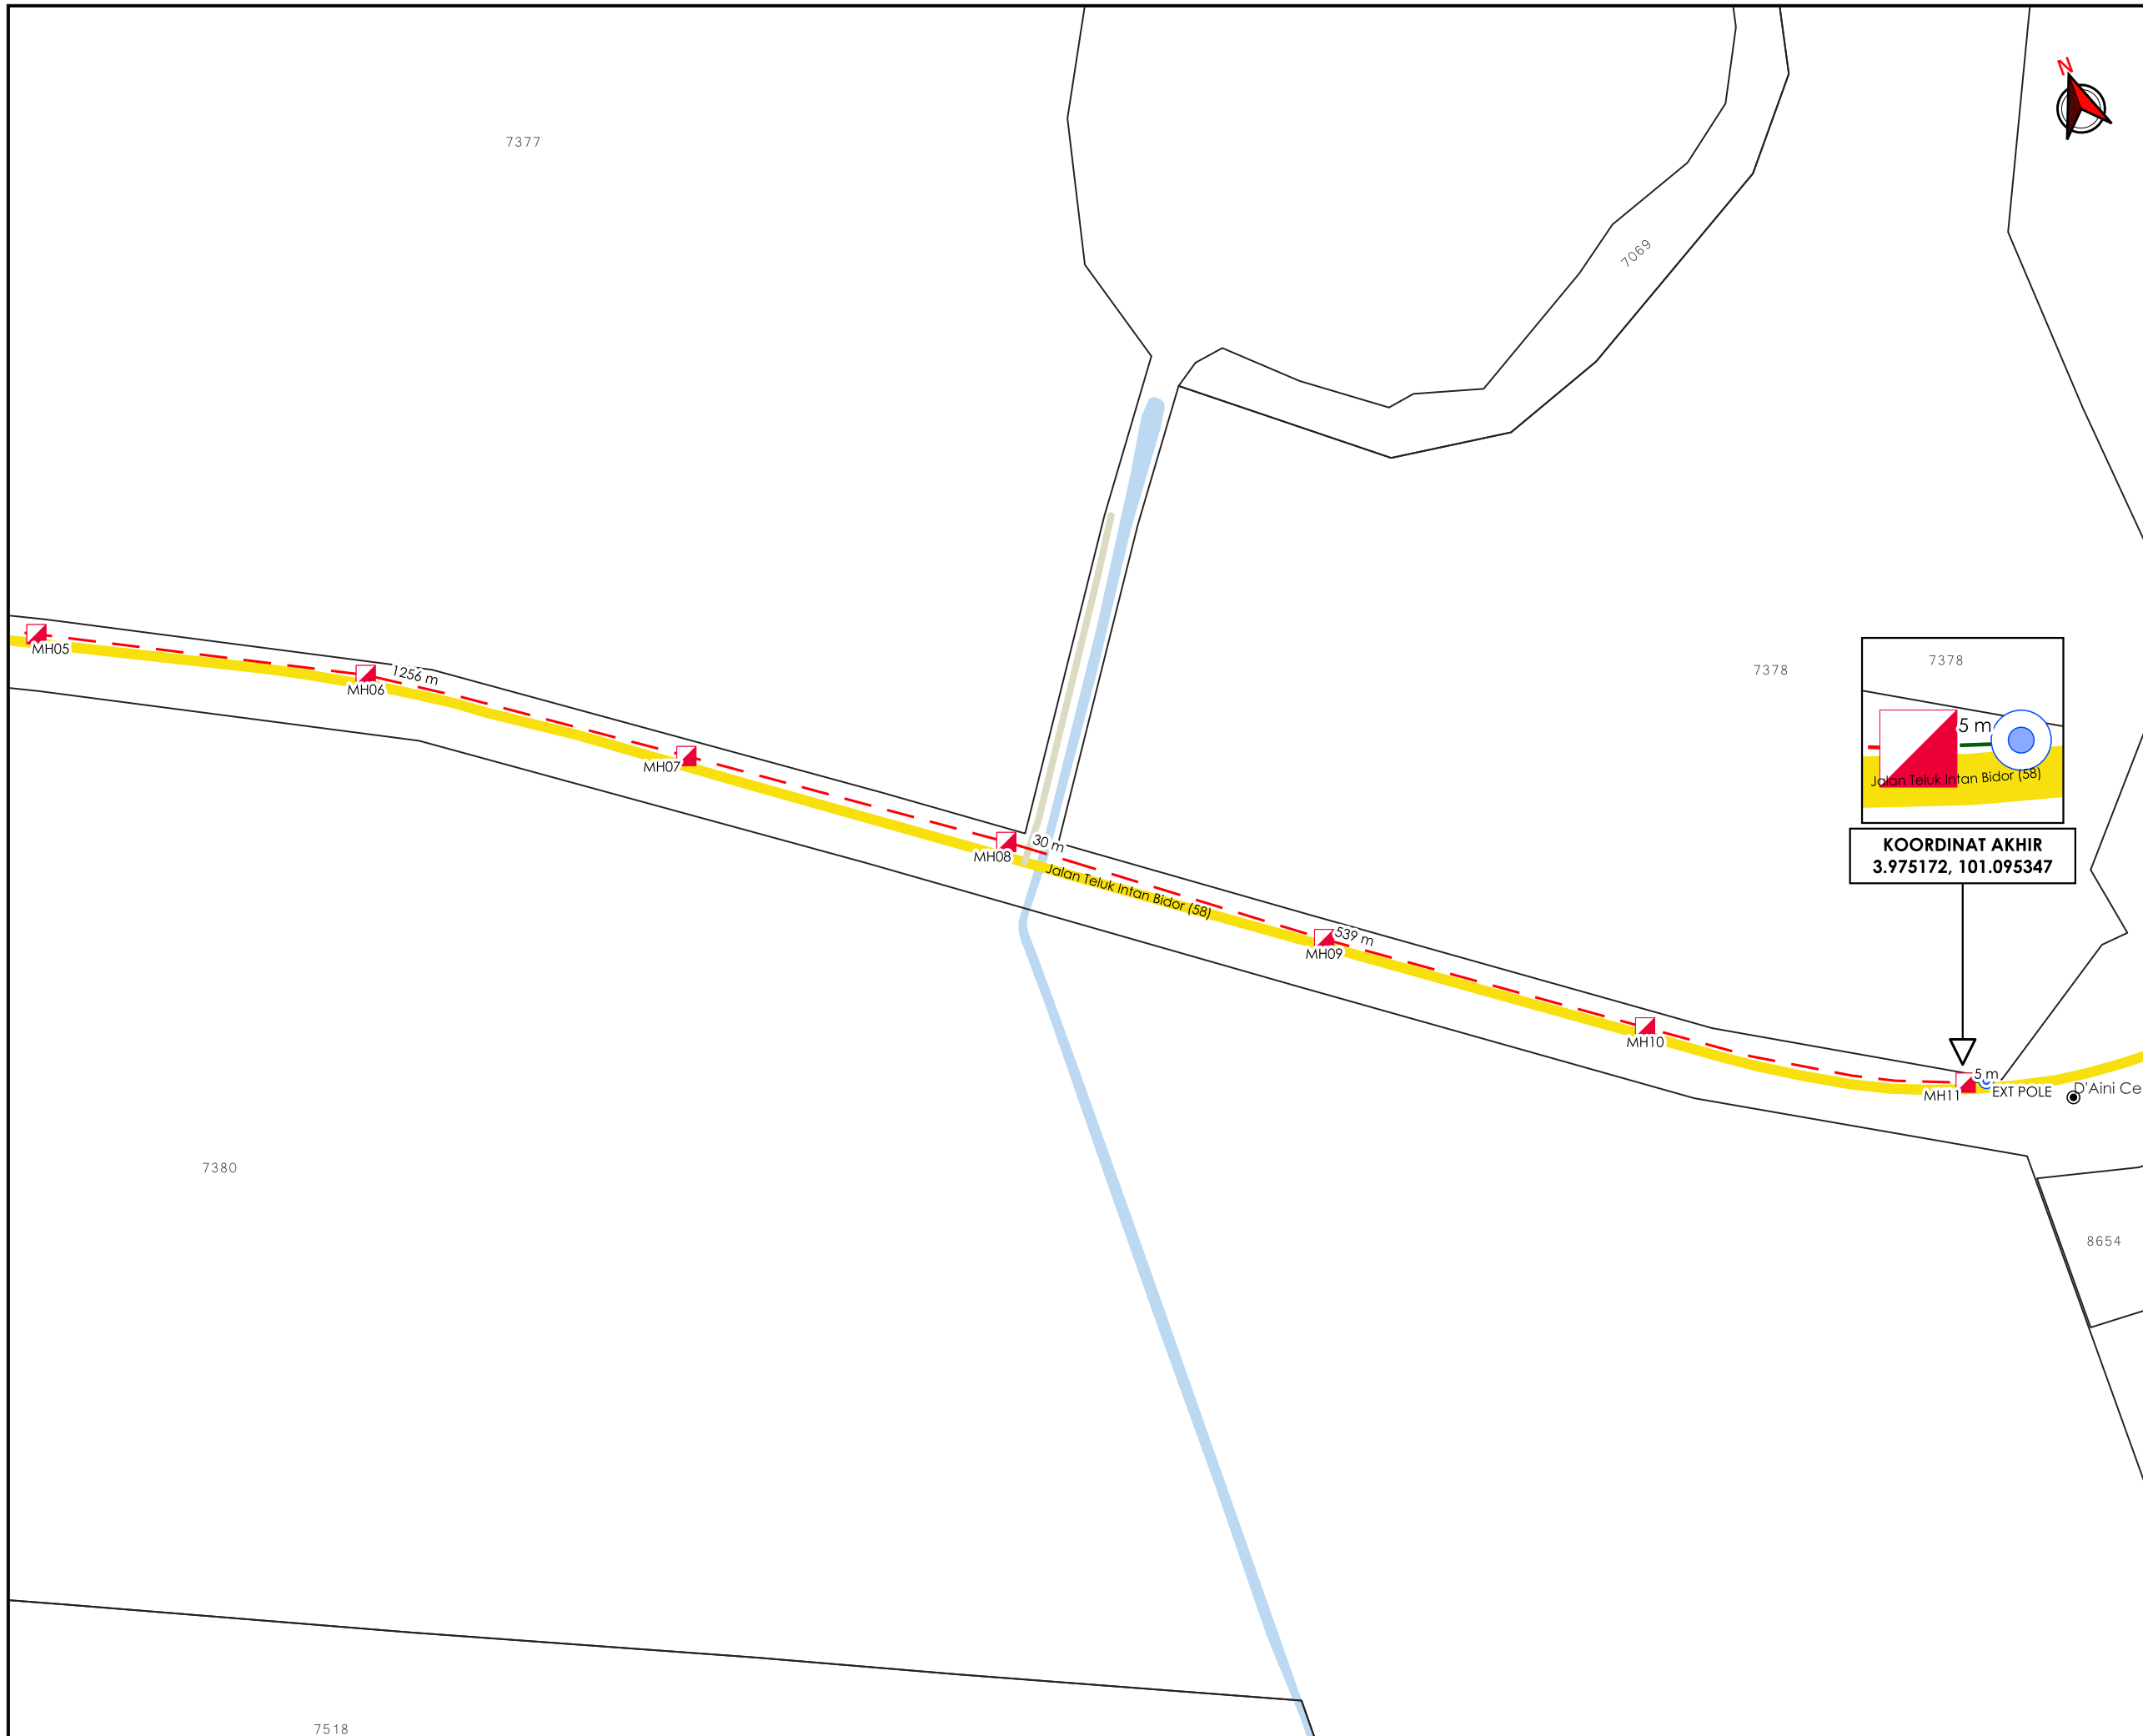 N
7377
7069
MH05
1256 m
MH06
MH07
7378
7378
5 m
Jalan Teluk Intan Bidor (58)
KOORDINAT AKHIR
3.975172, 101.095347
30 m
MH08
Jalan Teluk Intan Bidor (58)
539 m
MH09
MH10
5 m
MH11
EXT POLE
D'Aini Ce
7380
8654
7518